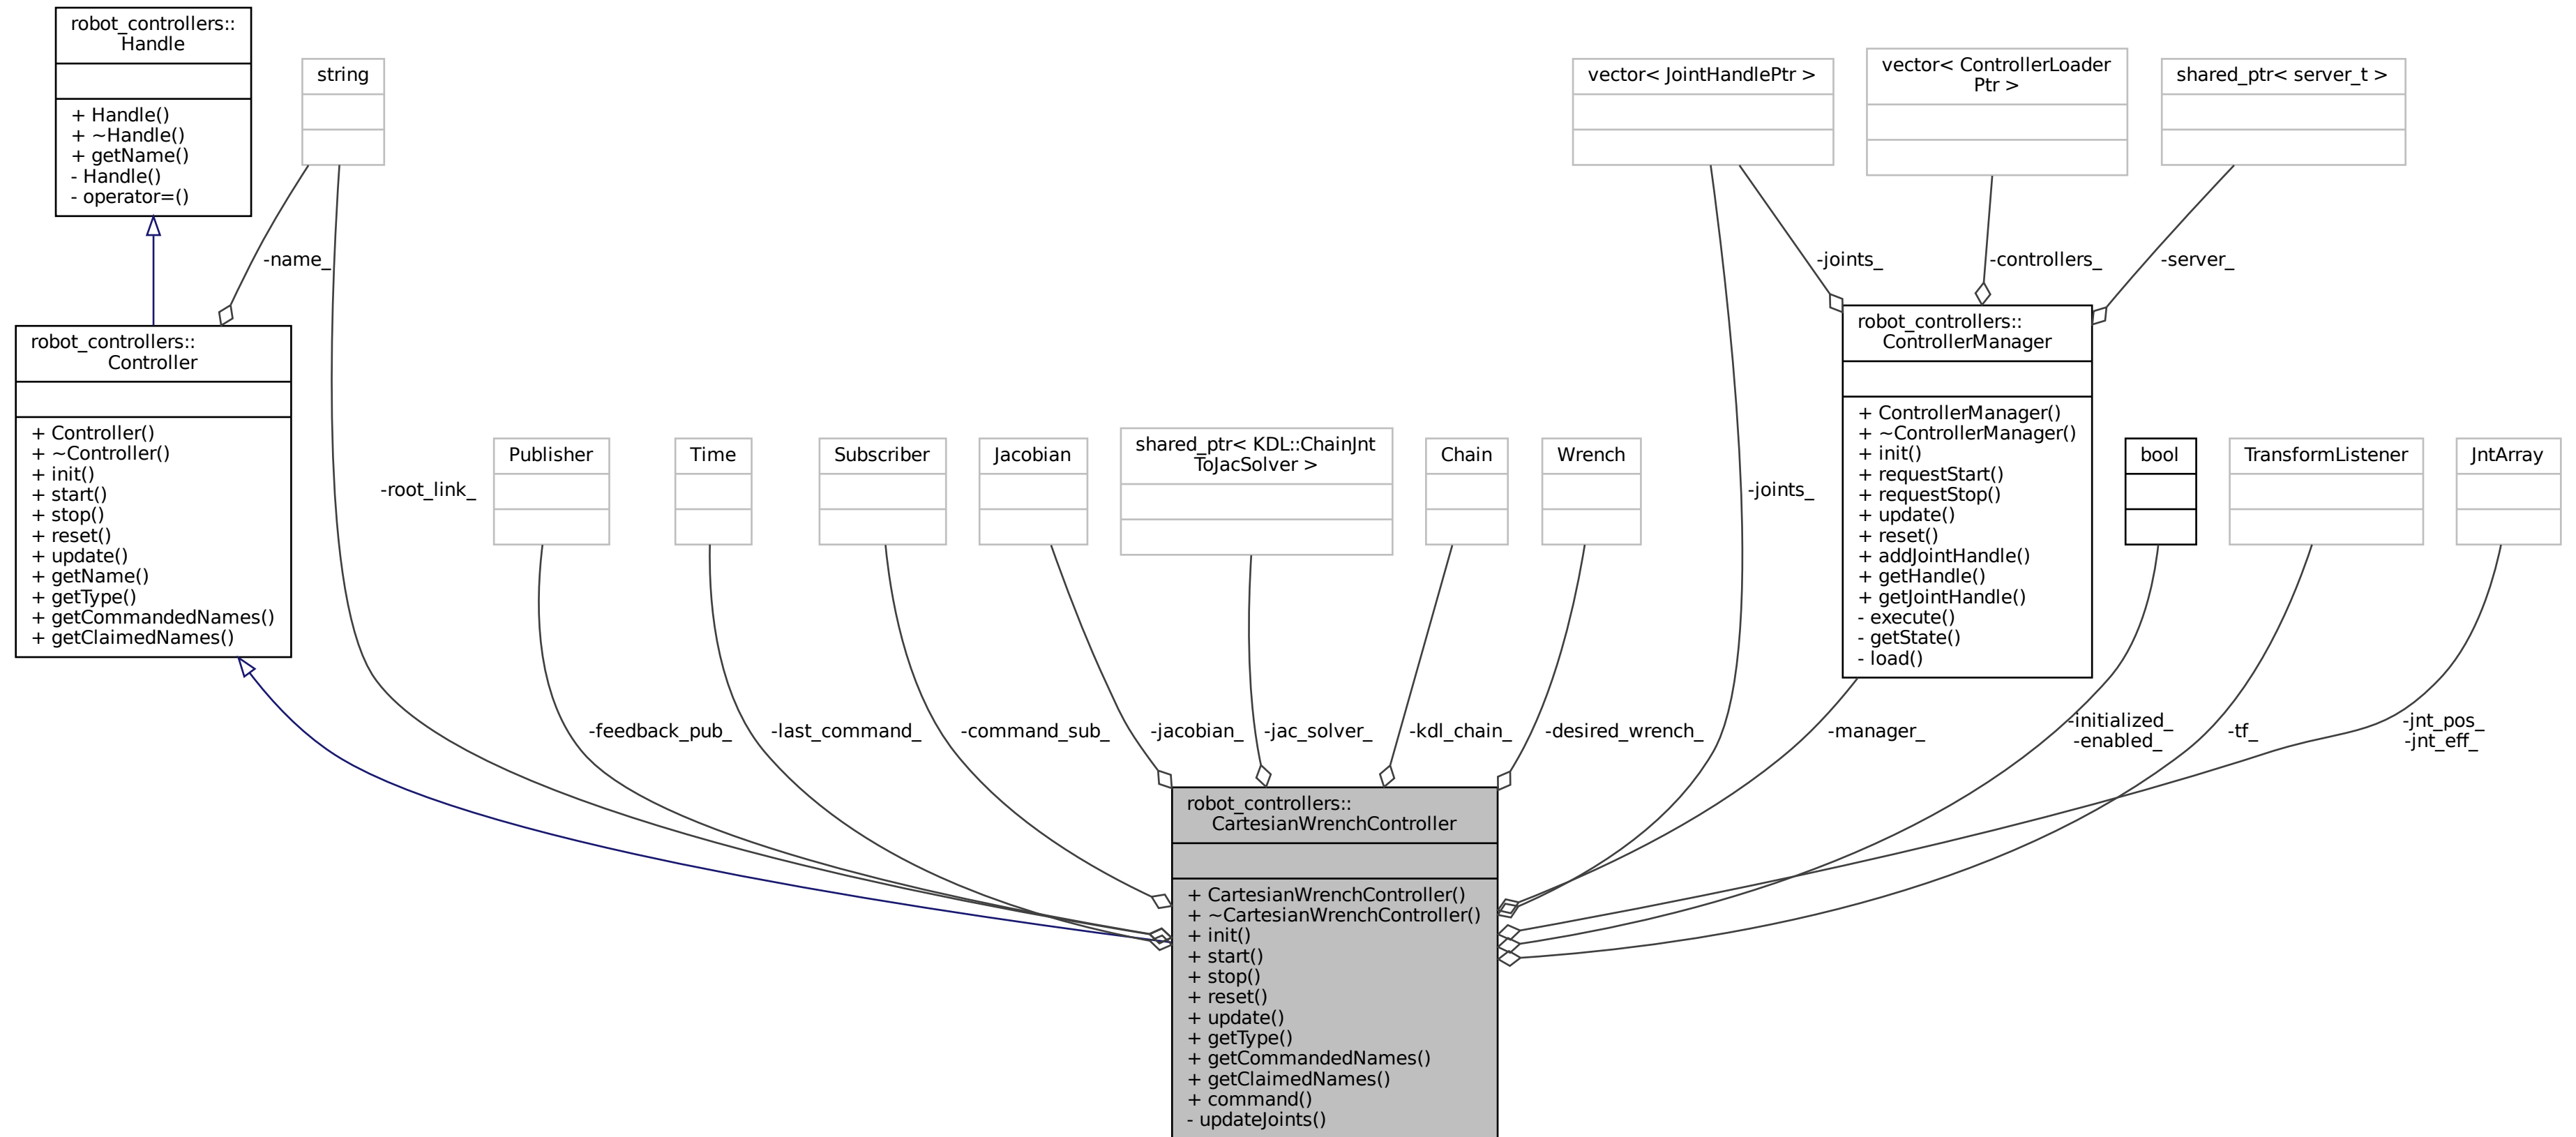 robot_controllers::
Handle
+ Handle()
+ ~Handle()
+ getName()
- Handle()
- operator=()
string
vector< JointHandlePtr >
vector< ControllerLoader
Ptr >
shared_ptr< server_t >
-name_
-joints_
-controllers_
-server_
robot_controllers::
Controller
+ Controller()
+ ~Controller()
+ init()
+ start()
+ stop()
+ reset()
+ update()
+ getName()
+ getType()
+ getCommandedNames()
+ getClaimedNames()
-root_link_
Publisher
Time
Subscriber
Jacobian
shared_ptr< KDL::ChainJnt
ToJacSolver >
Chain
Wrench
-joints_
robot_controllers::
ControllerManager
+ ControllerManager()
+ ~ControllerManager()
+ init()
+ requestStart()
+ requestStop()
+ update()
+ reset()
+ addJointHandle()
+ getHandle()
+ getJointHandle()
- execute()
- getState()
- load()
bool
TransformListener
JntArray
-feedback_pub_
-last_command_
-command_sub_
-jacobian_
-jac_solver_
-kdl_chain_
-desired_wrench_
-manager_
-initialized_
-enabled_
-tf_
-jnt_pos_
-jnt_eff_
robot_controllers::
CartesianWrenchController
+ CartesianWrenchController()
+ ~CartesianWrenchController()
+ init()
+ start()
+ stop()
+ reset()
+ update()
+ getType()
+ getCommandedNames()
+ getClaimedNames()
+ command()
- updateJoints()